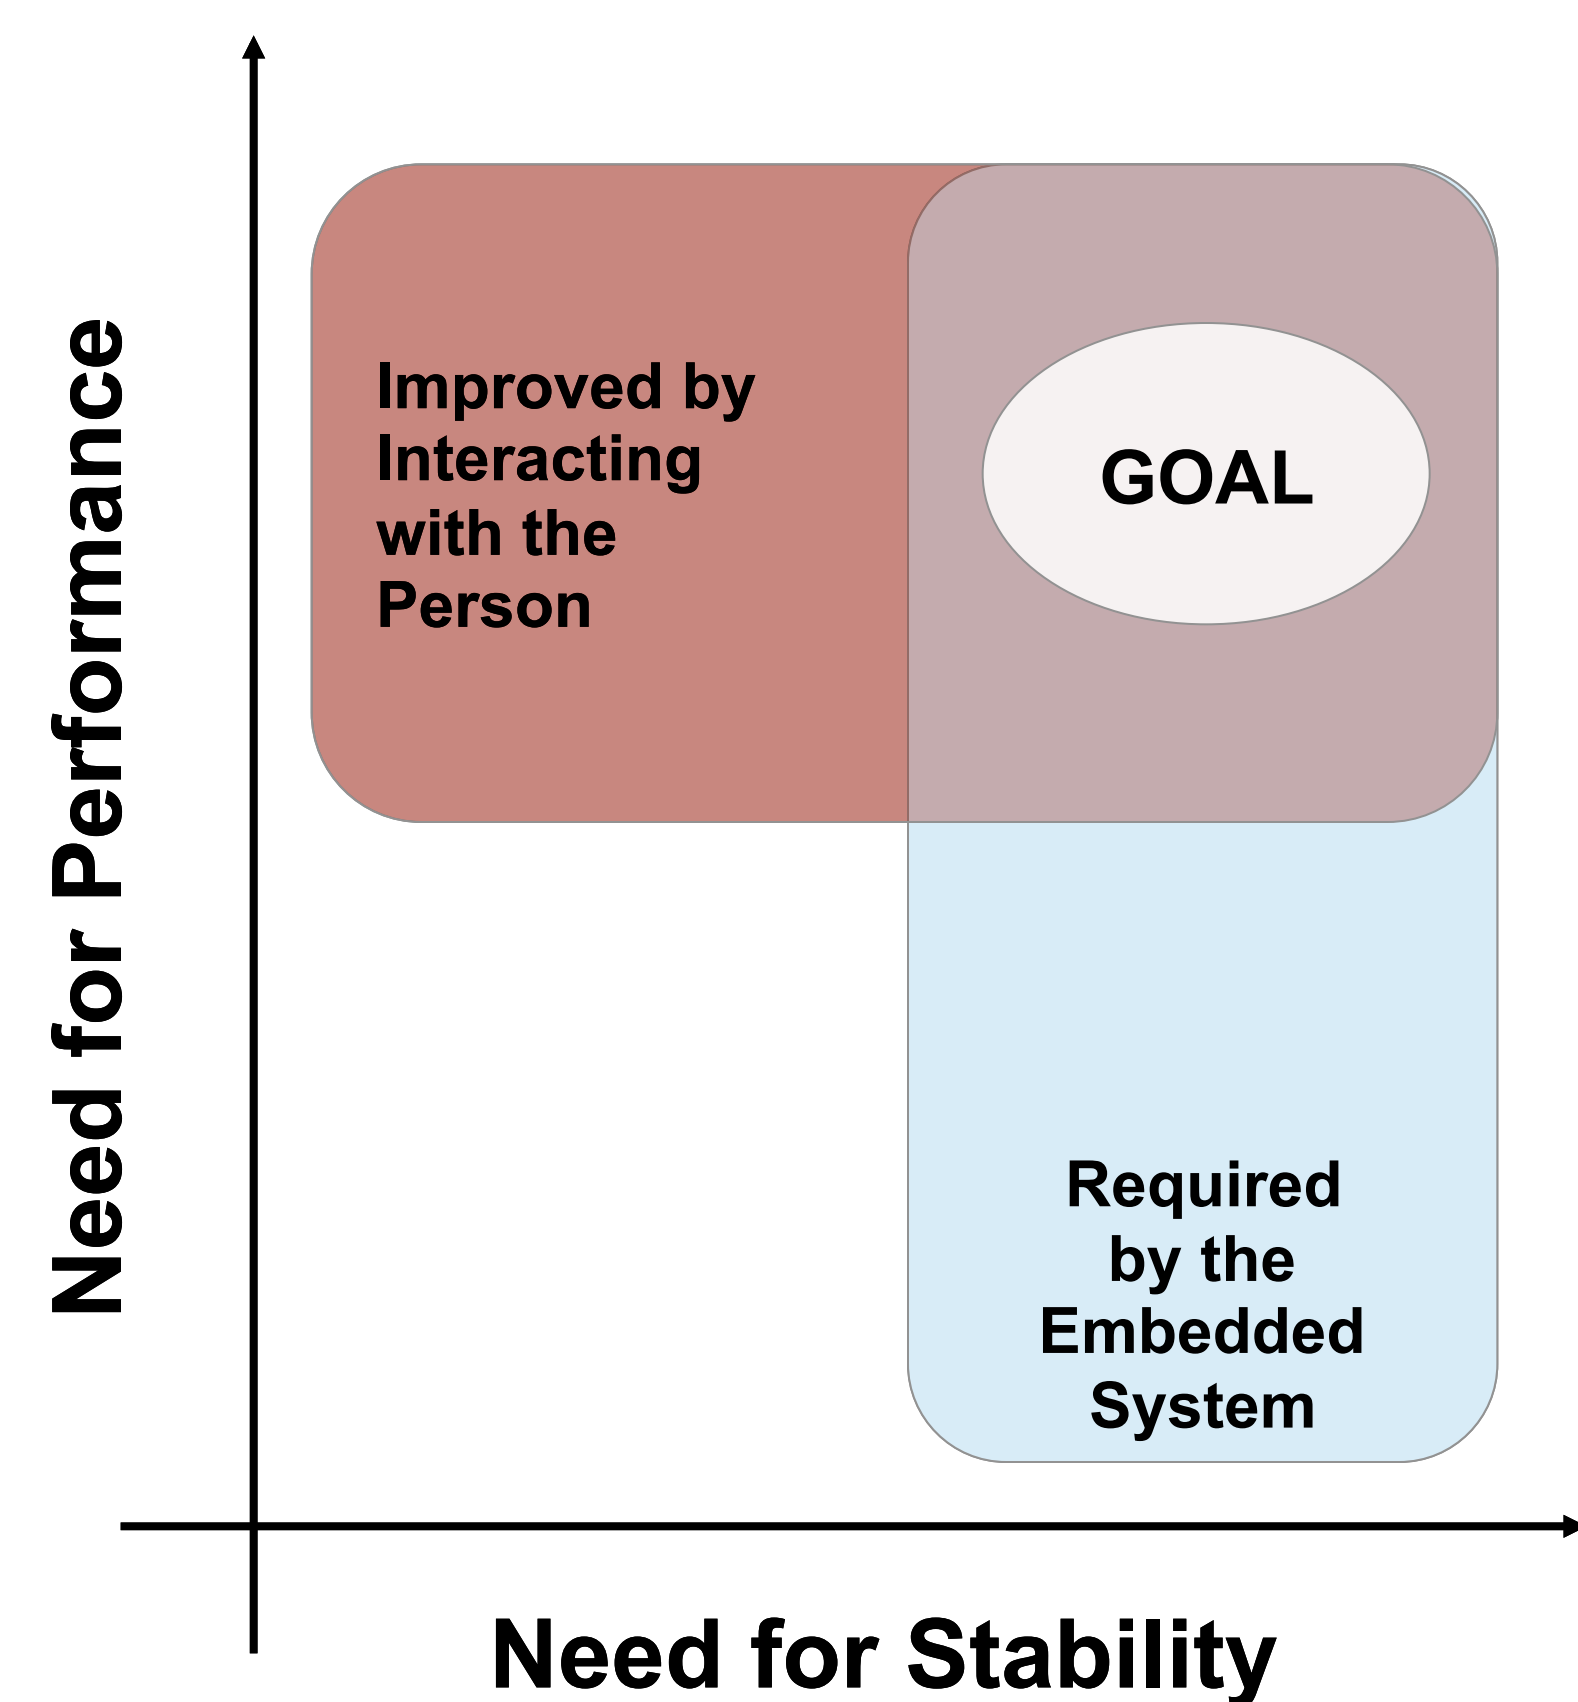 Need for Performance
Improved by
Interacting
with the
Person
GOAL
Required
by the
Embedded
System
Need for Stability